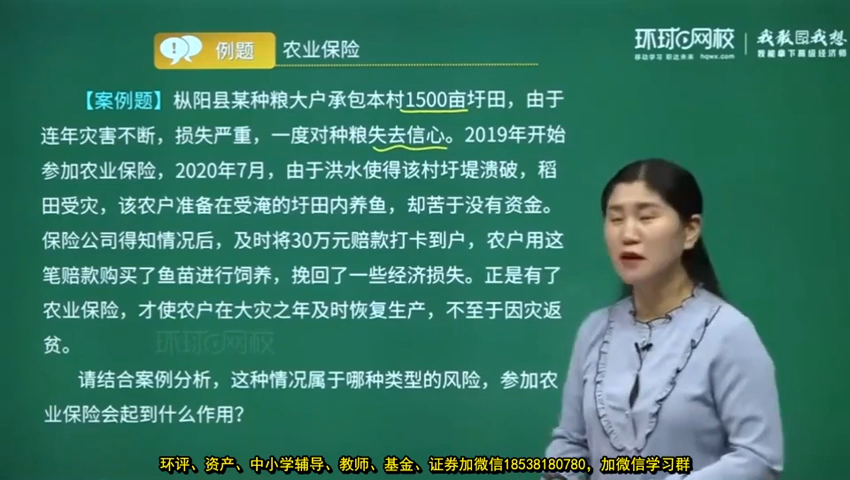 例题 农业保险
环球网校
移动学习 职达未来 hqwx.com
我敢想
我能拿下高级经济师
【案例题】枞阳县某种粮大户承包本村1500亩圩田，由于
连年灾害不断，损失严重，一度对种粮失去信心。2019年开始
参加农业保险，2020年7月，由于洪水使得该村圩堤溃破，稻
田受灾，该农户准备在受淹的圩田内养鱼，却苦于没有资金。
保险公司得知情况后，及时将30万元赔款打卡到户，农户用这
笔赔款购买了鱼苗进行饲养，挽回了一些经济损失。正是有了
农业保险，才使农户在大灾之年及时恢复生产，不至于因灾返
贫。
环球网校
请结合案例分析，这种情况属于哪种类型的风险，参加农
业保险会起到什么作用？
环评、资产、中小学辅导、教师、基金、证券加微信18538180780，加微信学习群